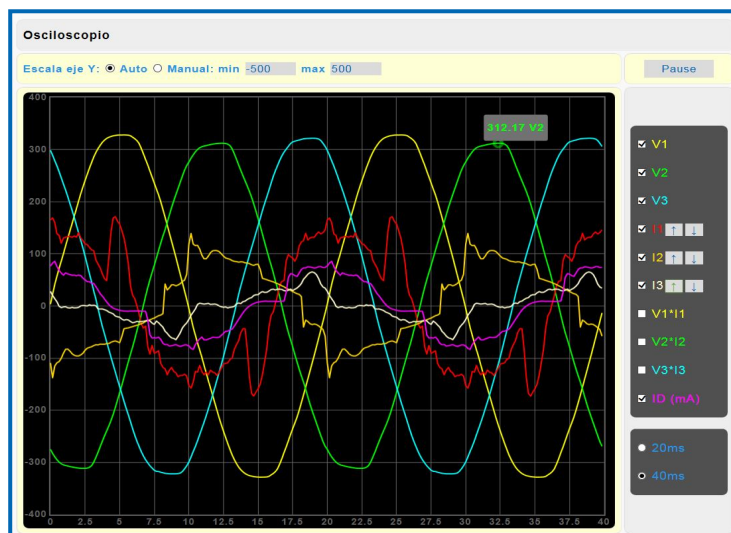 Osciloscopio
Escala eje Y: Auto Manual: min -500 max 500
Pause
400
300
200
100
0
-100
-200
-300
-400
0 2.5 5 7.5 10 12.5 15 17.5 20 22.5 25 27.5 30 32.5 35 37.5 40
312.17 V2
V1
V2
V3
I1 ↑ ↓
I2 ↑ ↓
I3 ↑ ↓
V1*I1
V2*I2
V3*I3
ID (mA)
20ms
40ms